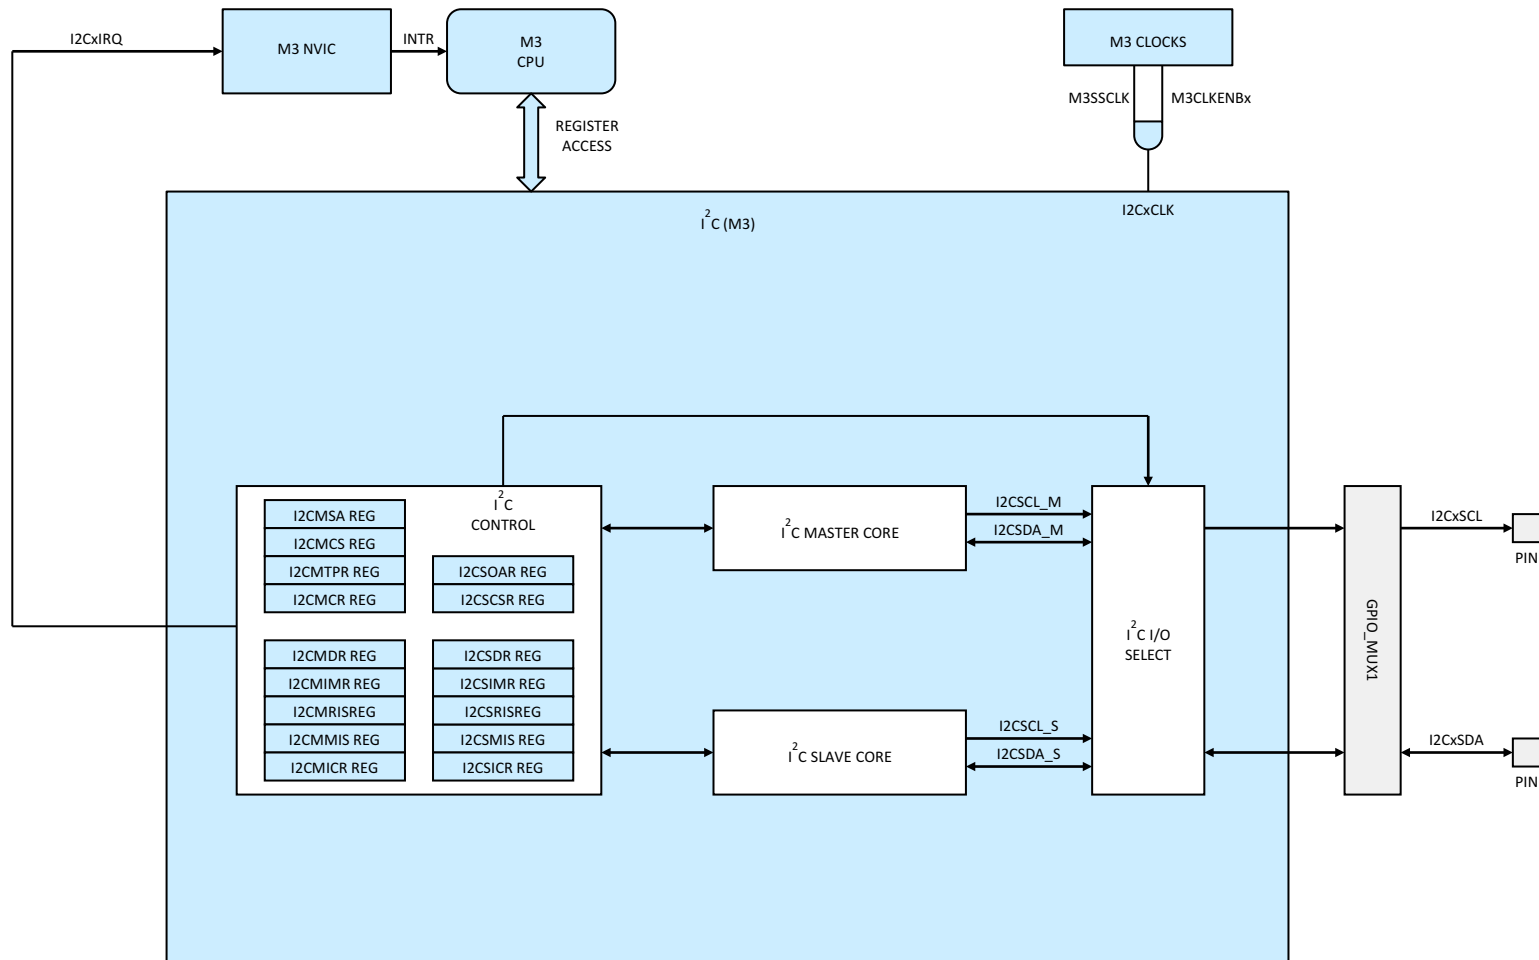 I2CxIRQ
M3 NVIC
INTR
M3
CPU
REGISTER
ACCESS
M3 CLOCKS
M3SSCLK
M3CLKENBx
I2CxCLK
I²C (M3)
I²C
CONTROL
I2CMSA REG
I2CMCS REG
I2CMTPR REG
I2CMCR REG
I2CSOAR REG
I2CSCSR REG
I2CMDR REG
I2CMIMR REG
I2CMRISREG
I2CMMIS REG
I2CMICR REG
I2CSDR REG
I2CSIMR REG
I2CSRISREG
I2CSMIS REG
I2CSICR REG
I²C MASTER CORE
I2CSCL_M
I2CSDA_M
I²C SLAVE CORE
I2CSCL_S
I2CSDA_S
I²C I/O
SELECT
GPIO_MUX1
I2CxSCL
PIN
I2CxSDA
PIN